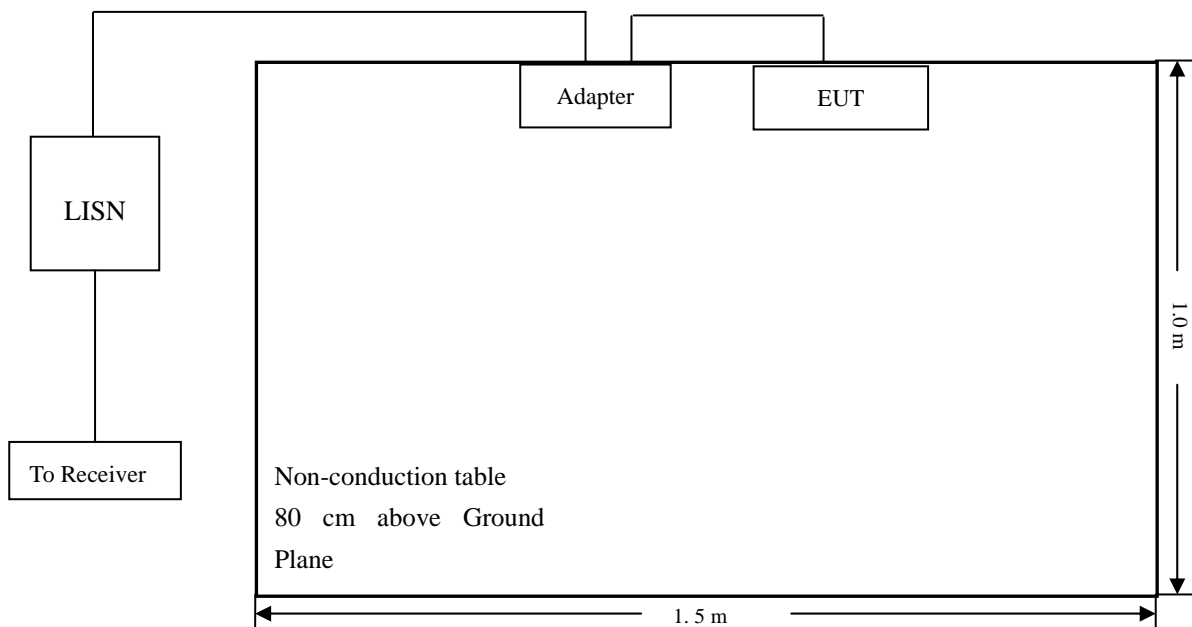 Adapter
EUT
LISN
1.0 m
To Receiver
Non-conduction table
80 cm above Ground
Plane
1. 5 m